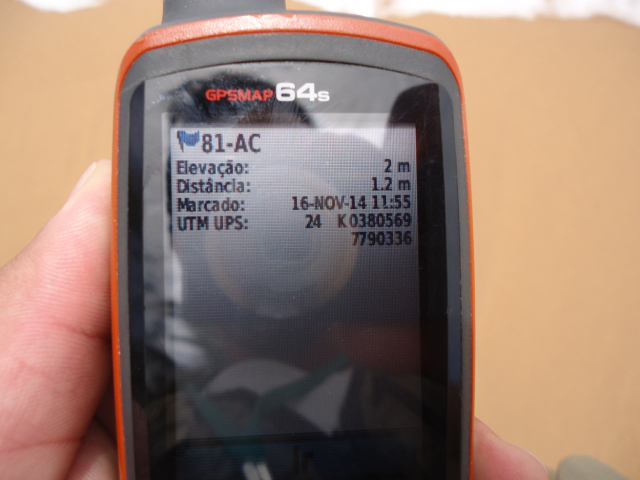 GPSMAP 64s
81-AC
Elevação: 2 m
Distância: 1.2 m
Marcado: 16-NOV-14 11:55
UTM UPS: 24 K 0380569
7790336